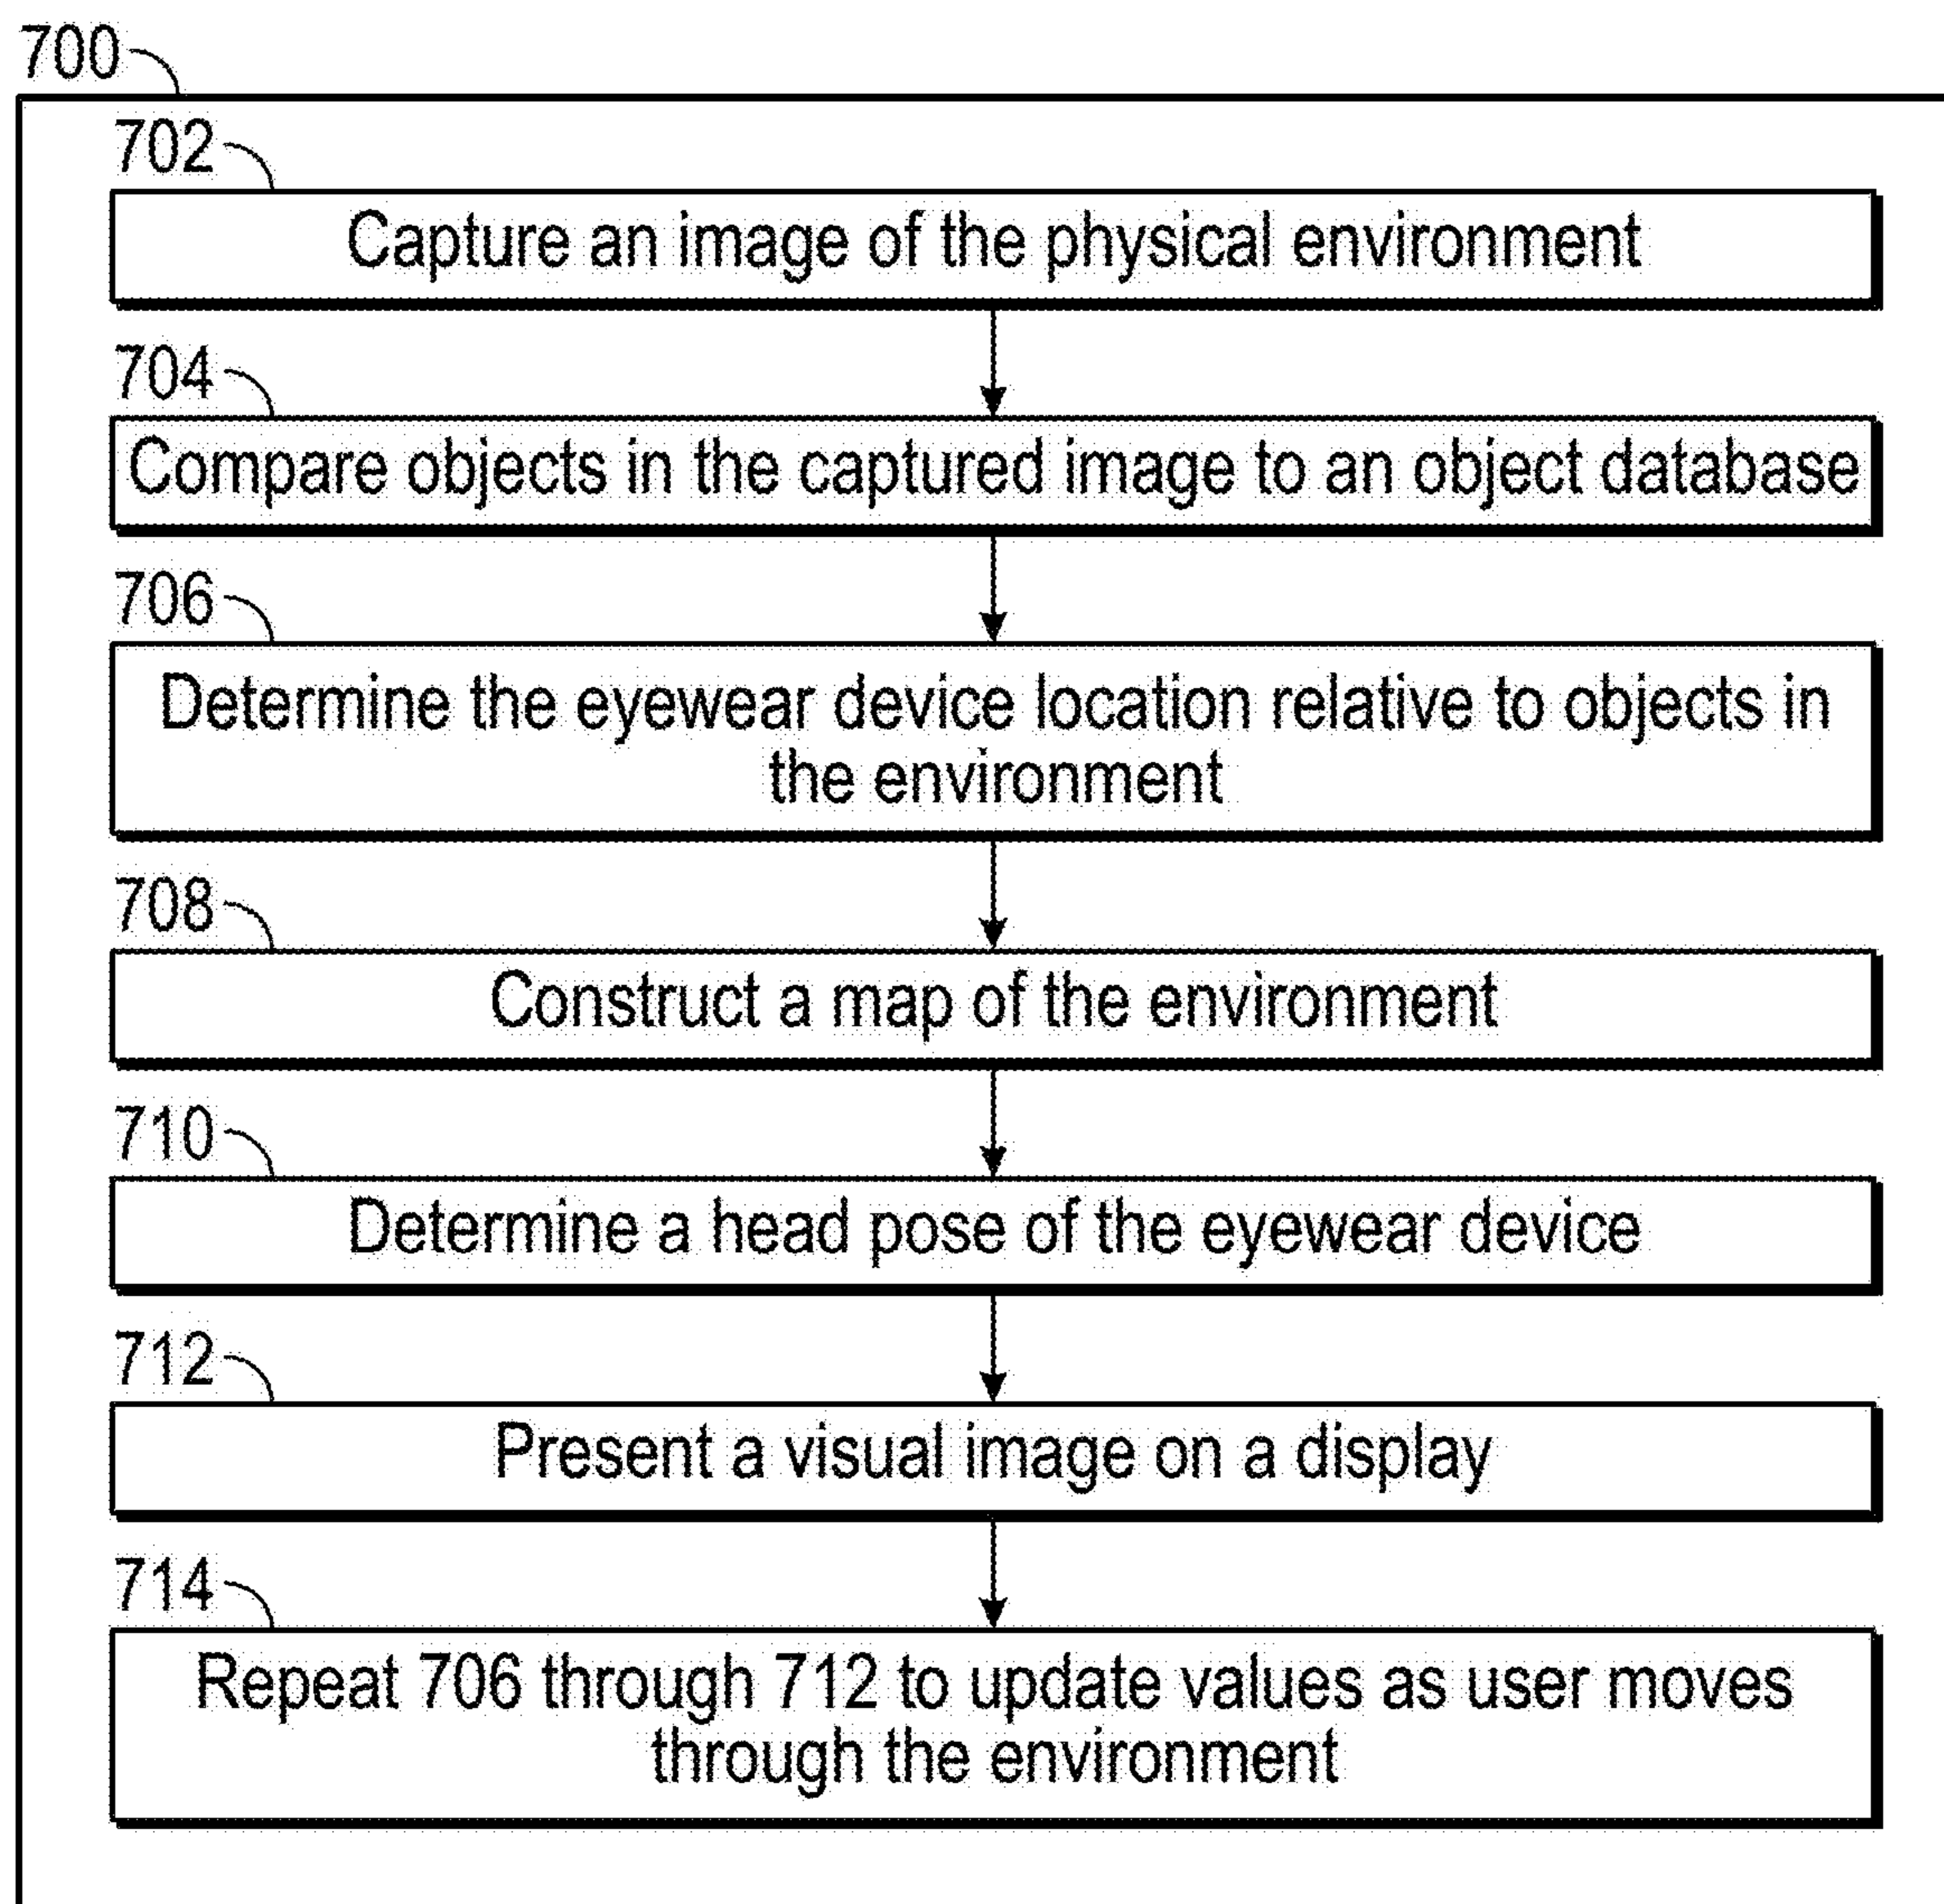 700
702
Capture an image of the physical environment
704
Compare objects in the captured image to an object database
706
Determine the eyewear device location relative to objects in
the environment
708
Construct a map of the environment
710
Determine a head pose of the eyewear device
712
Present a visual image on a display
714
Repeat 706 through 712 to update values as user moves
through the environment